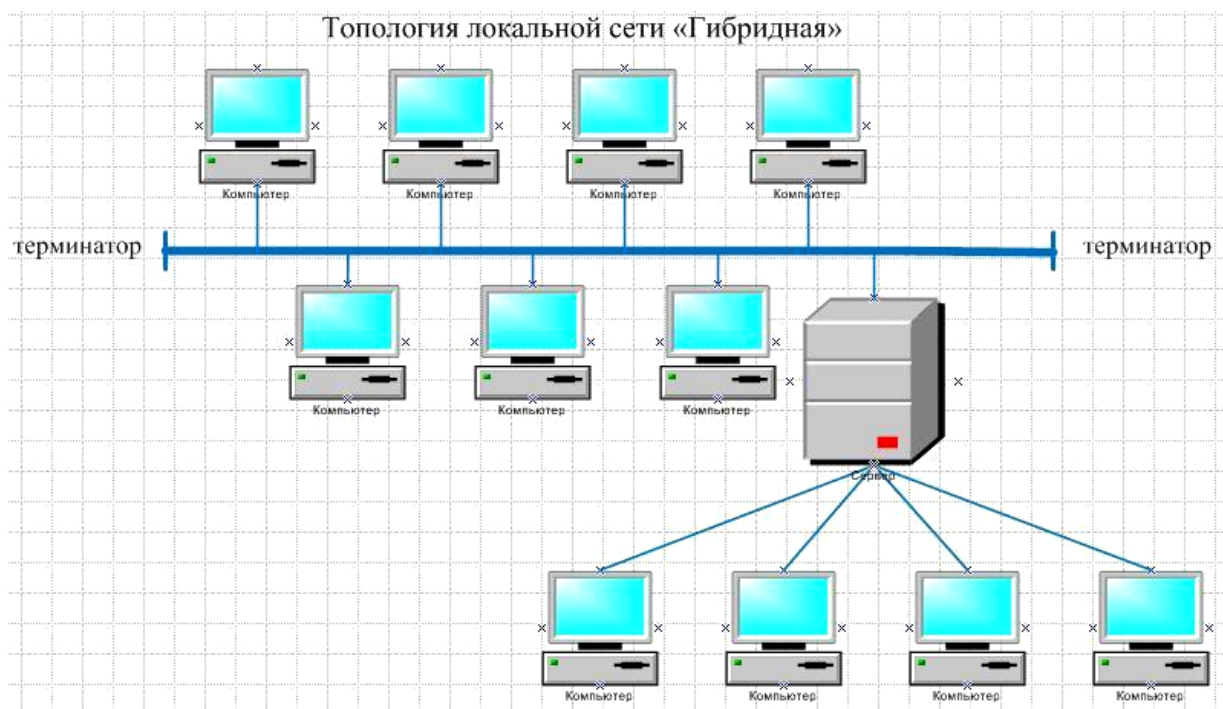 Топология локальной сети «Гибридная»
Компьютер Компьютер Компьютер Компьютер
терминатор терминатор
Компьютер Компьютер Компьютер
Сервер
Компьютер Компьютер Компьютер Компьютер